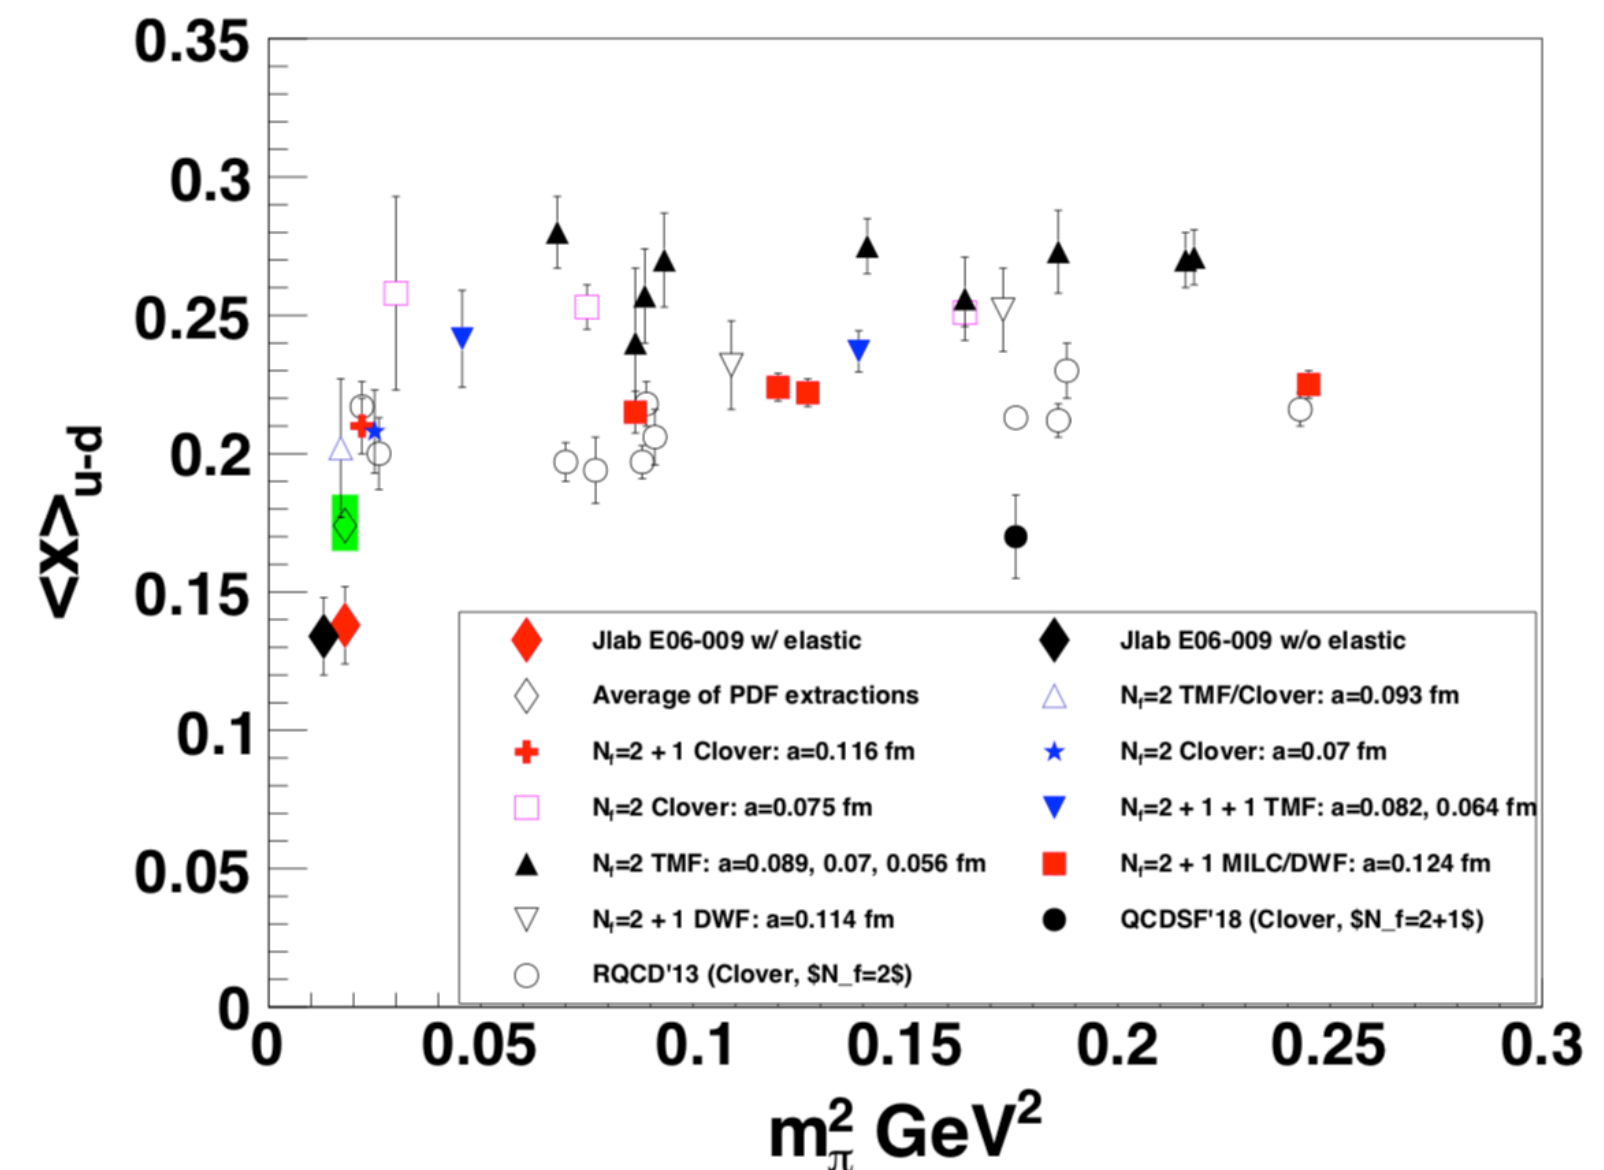 0.35
0.3
0.25
0.2
0.15
0.1
0.05
0
<x>u-d
Jlab E06-009 w/ elastic
Jlab E06-009 w/o elastic
Average of PDF extractions
Nf=2 TMF/Clover: a=0.093 fm
Nf=2 + 1 Clover: a=0.116 fm
Nf=2 Clover: a=0.07 fm
Nf=2 Clover: a=0.075 fm
Nf=2 + 1 + 1 TMF: a=0.082, 0.064 fm
Nf=2 TMF: a=0.089, 0.07, 0.056 fm
Nf=2 + 1 MILC/DWF: a=0.124 fm
Nf=2 + 1 DWF: a=0.114 fm
QCDSF'18 (Clover, $N_f=2+1$)
RQCD'13 (Clover, $N_f=2$)
0 0.05 0.1 0.15 0.2 0.25 0.3
m²π GeV²